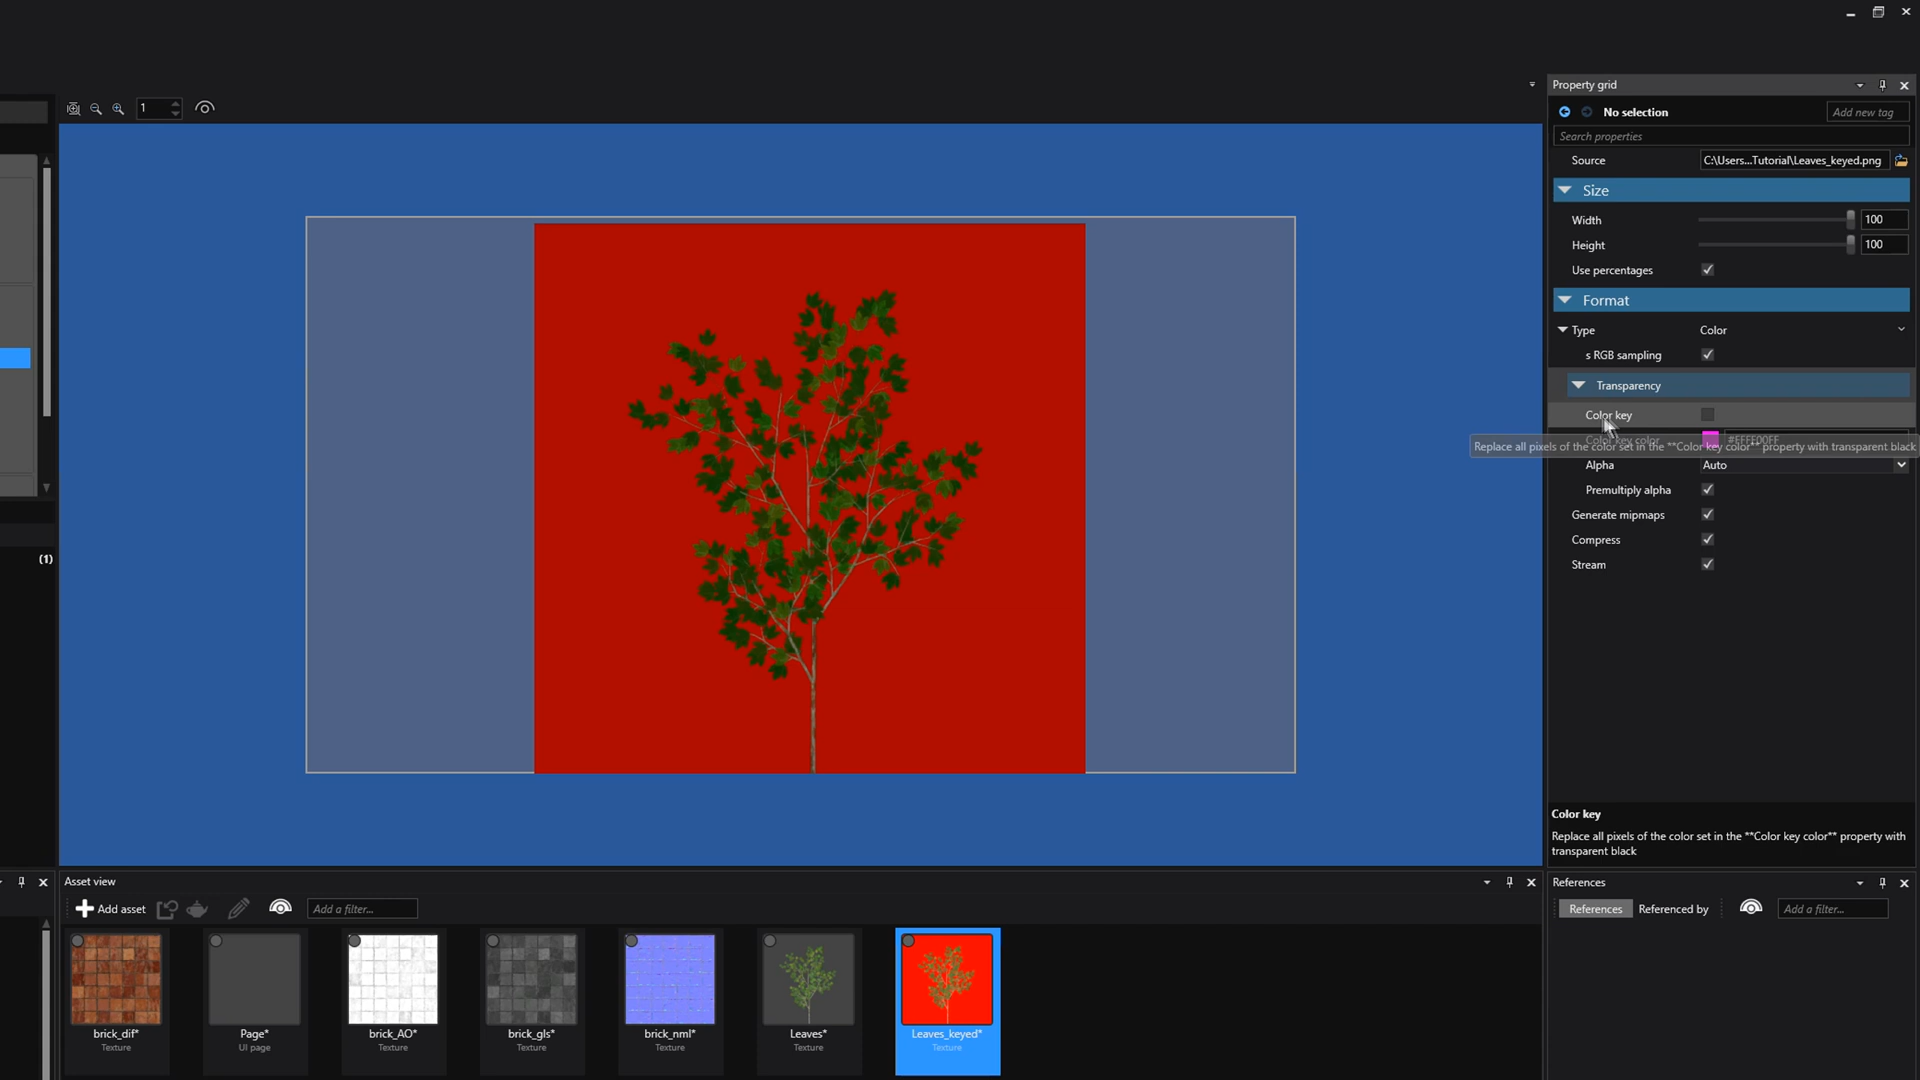 Property grid
1
No selection
Add new tag
Search properties
Source C:\Users...Tutorial\Leaves_keyed.png
Size
Width 100
Height 100
Use percentages
Format
Type Color
s RGB sampling
Transparency
Color key
Color key color #FFFF00FF
Replace all pixels of the color set in the **Color key color** property with transparent black
Alpha Auto
Premultiply alpha
Generate mipmaps
Compress
Stream
(1)
Color key
Replace all pixels of the color set in the **Color key color** property with
transparent black
Asset view
Add asset
Add a filter...
References
References Referenced by
Add a filter...
brick_dif*
Texture
Page*
UI page
brick_AO*
Texture
brick_gls*
Texture
brick_nml*
Texture
Leaves*
Texture
Leaves_keyed*
Texture